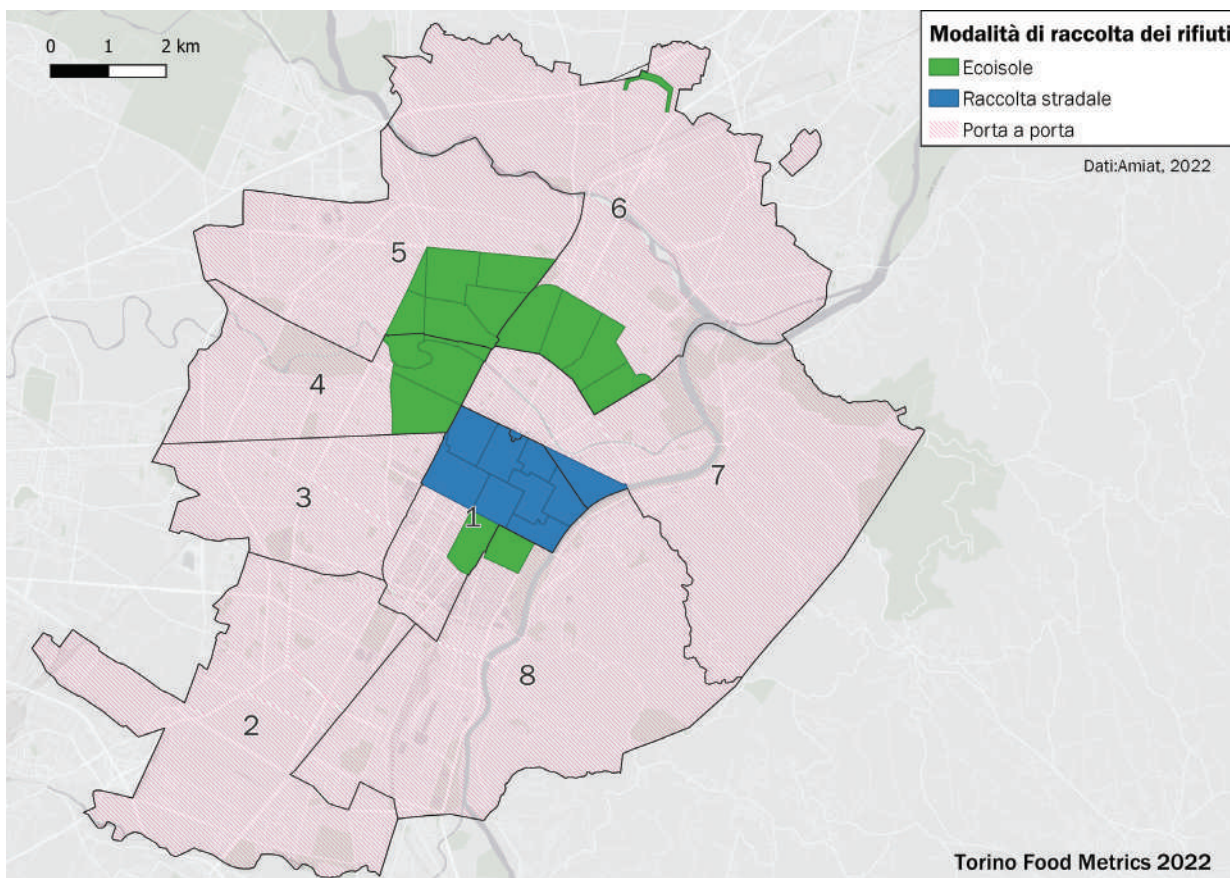 0 1 2 km
Modalità di raccolta dei rifiuti
Ecoisole
Raccolta stradale
Porta a porta
Dati:Amiat, 2022
6
5
4
7
3
1
8
2
Torino Food Metrics 2022